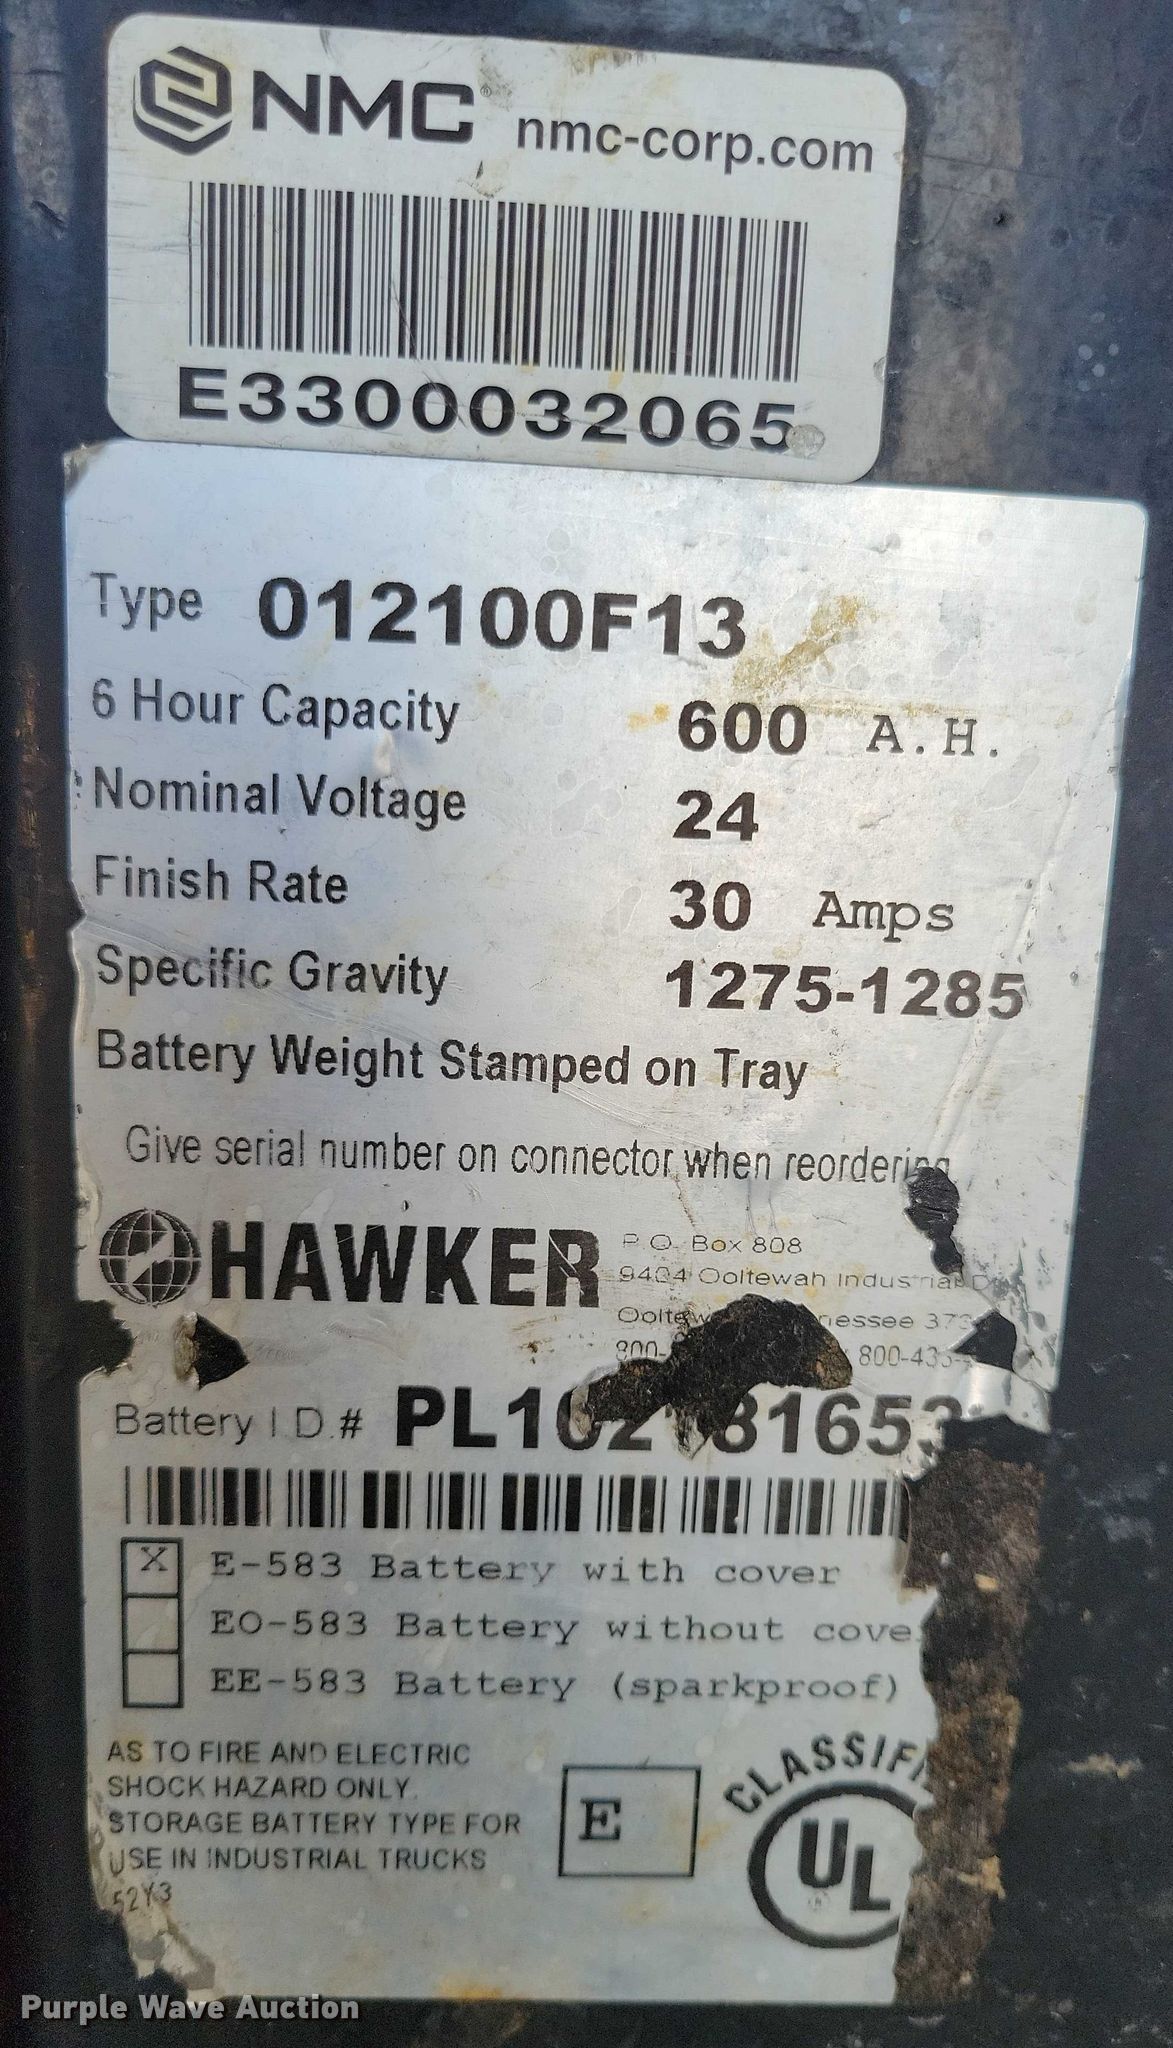 NMC® nmc-corp.com
E3300032065
Type 012100F13
6 Hour Capacity 600 A.H.
Nominal Voltage 24
Finish Rate 30 Amps
Specific Gravity 1275-1285
Battery Weight Stamped on Tray
Give serial number on connector when reordering
HAWKER P.O. Box 808
9404 Ooltewah Industrial
Battery I.D.#
X E-583 Battery with cover
EO-583 Battery without
EE-583 Battery (sparkproof)
AS TO FIRE AND ELECTRIC
SHOCK HAZARD ONLY.
STORAGE BATTERY TYPE FOR
USE IN INDUSTRIAL TRUCKS
52Y3
E
UL
Purple Wave Auction